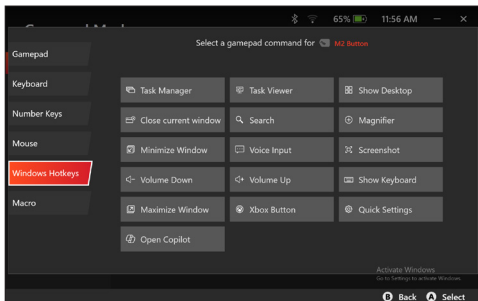 65% 11:56 AM
Select a gamepad command for M2 Button
Gamepad
Keyboard
Number Keys
Mouse
Windows Hotkeys
Macro
Task Manager Task Viewer Show Desktop
Close current window Search Magnifier
Minimize Window Voice Input Screenshot
Volume Down Volume Up Show Keyboard
Maximize Window Xbox Button Quick Settings
Open Copilot
Activate Windows
Go to Settings to activate Windows.
B Back A Select